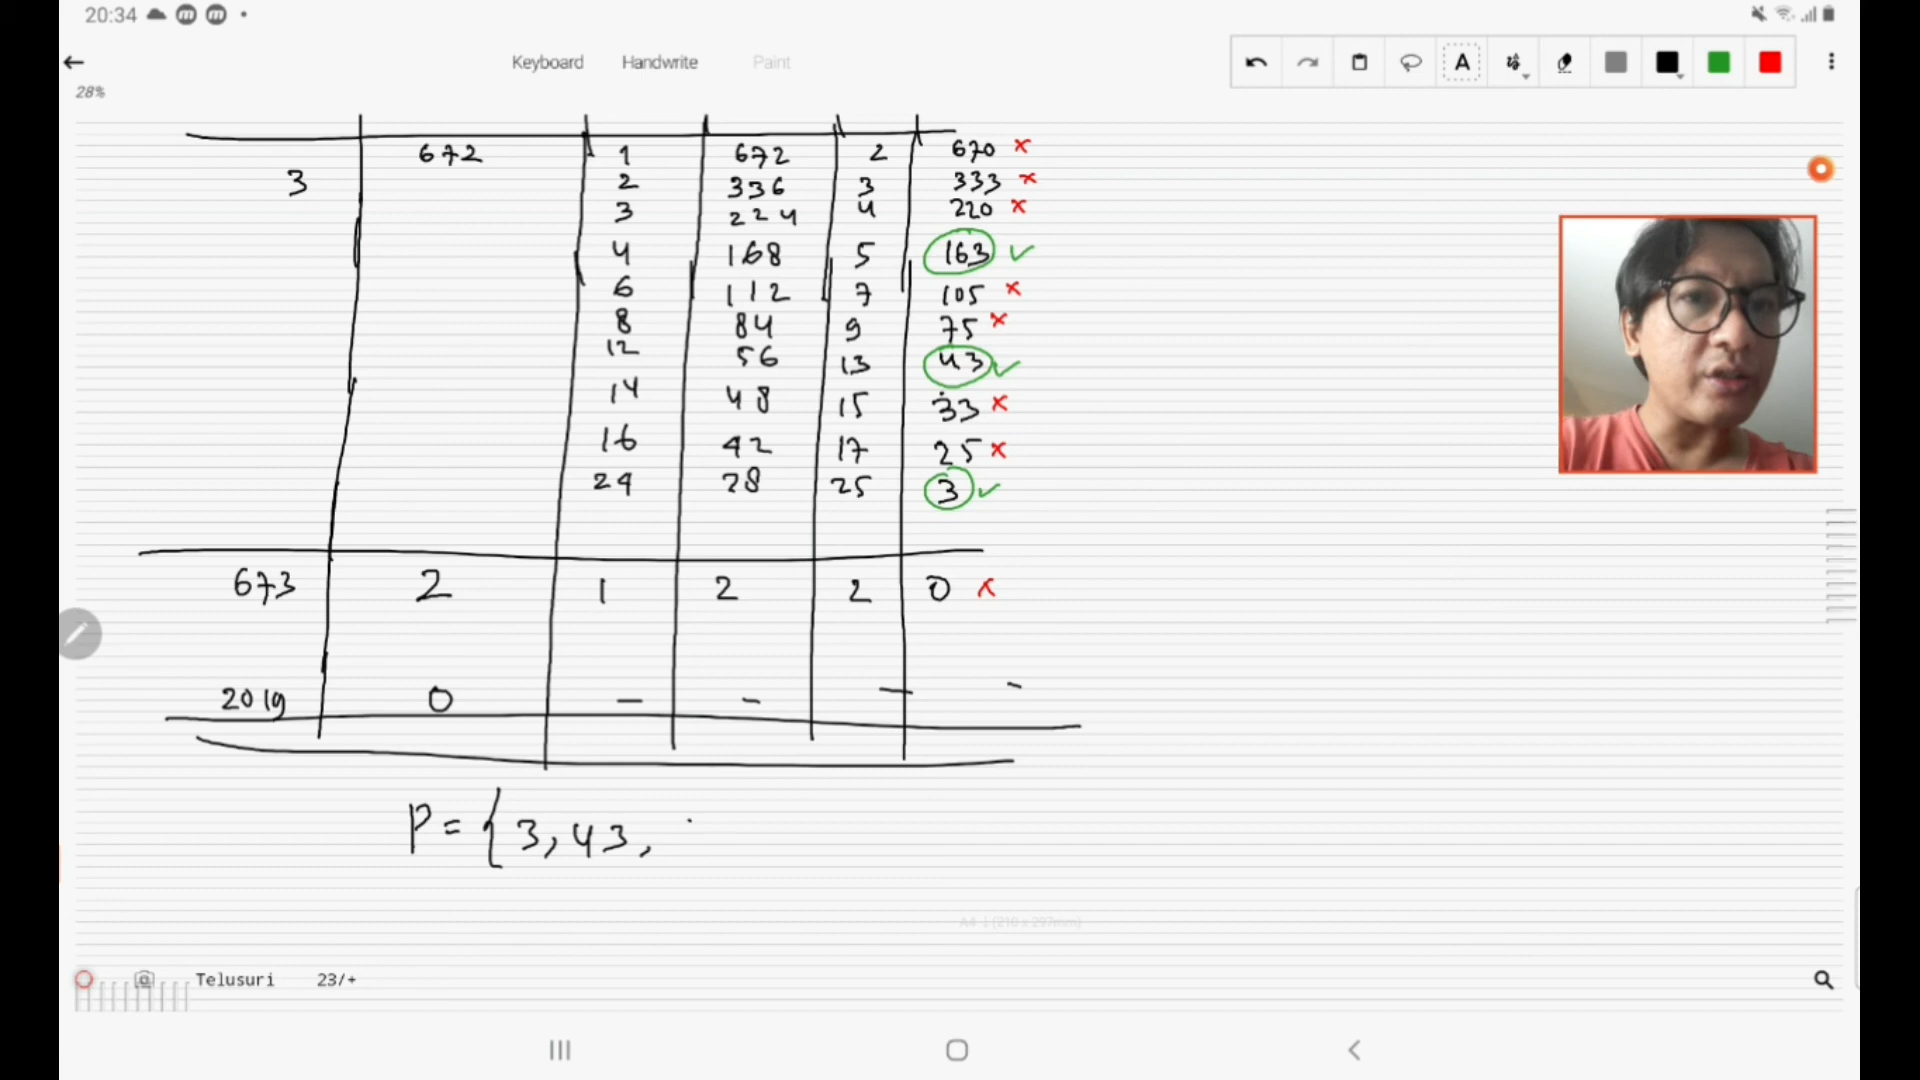 20:34
Keyboard Handwrite Paint
A
28%
672 1 672 2 670 x
3 2 336 3 333 x
3 224 4 220 x
4 168 5 163 ✓
6 112 7 105 x
8 84 9 75 x
12 56 13 43 ✓
14 48 15 33 x
16 42 17 25 x
24 28 25 3 ✓
673 2 1 2 2 0 x
2019 0 - - - -
P = { 3, 43,
A4 ↓ (210 x 297mm)
Telusuri 23/+